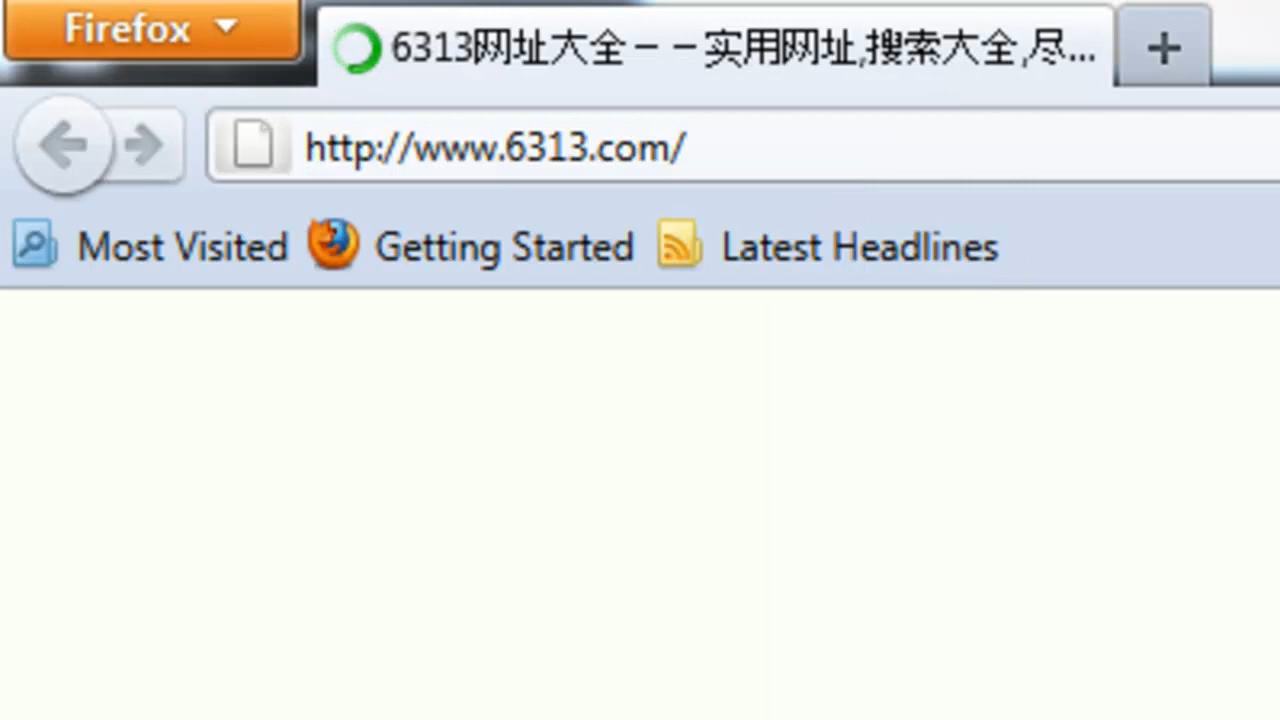 Firefox
6313网址大全－－实用网址,搜索大全,尽...
http://www.6313.com/
Most Visited Getting Started Latest Headlines